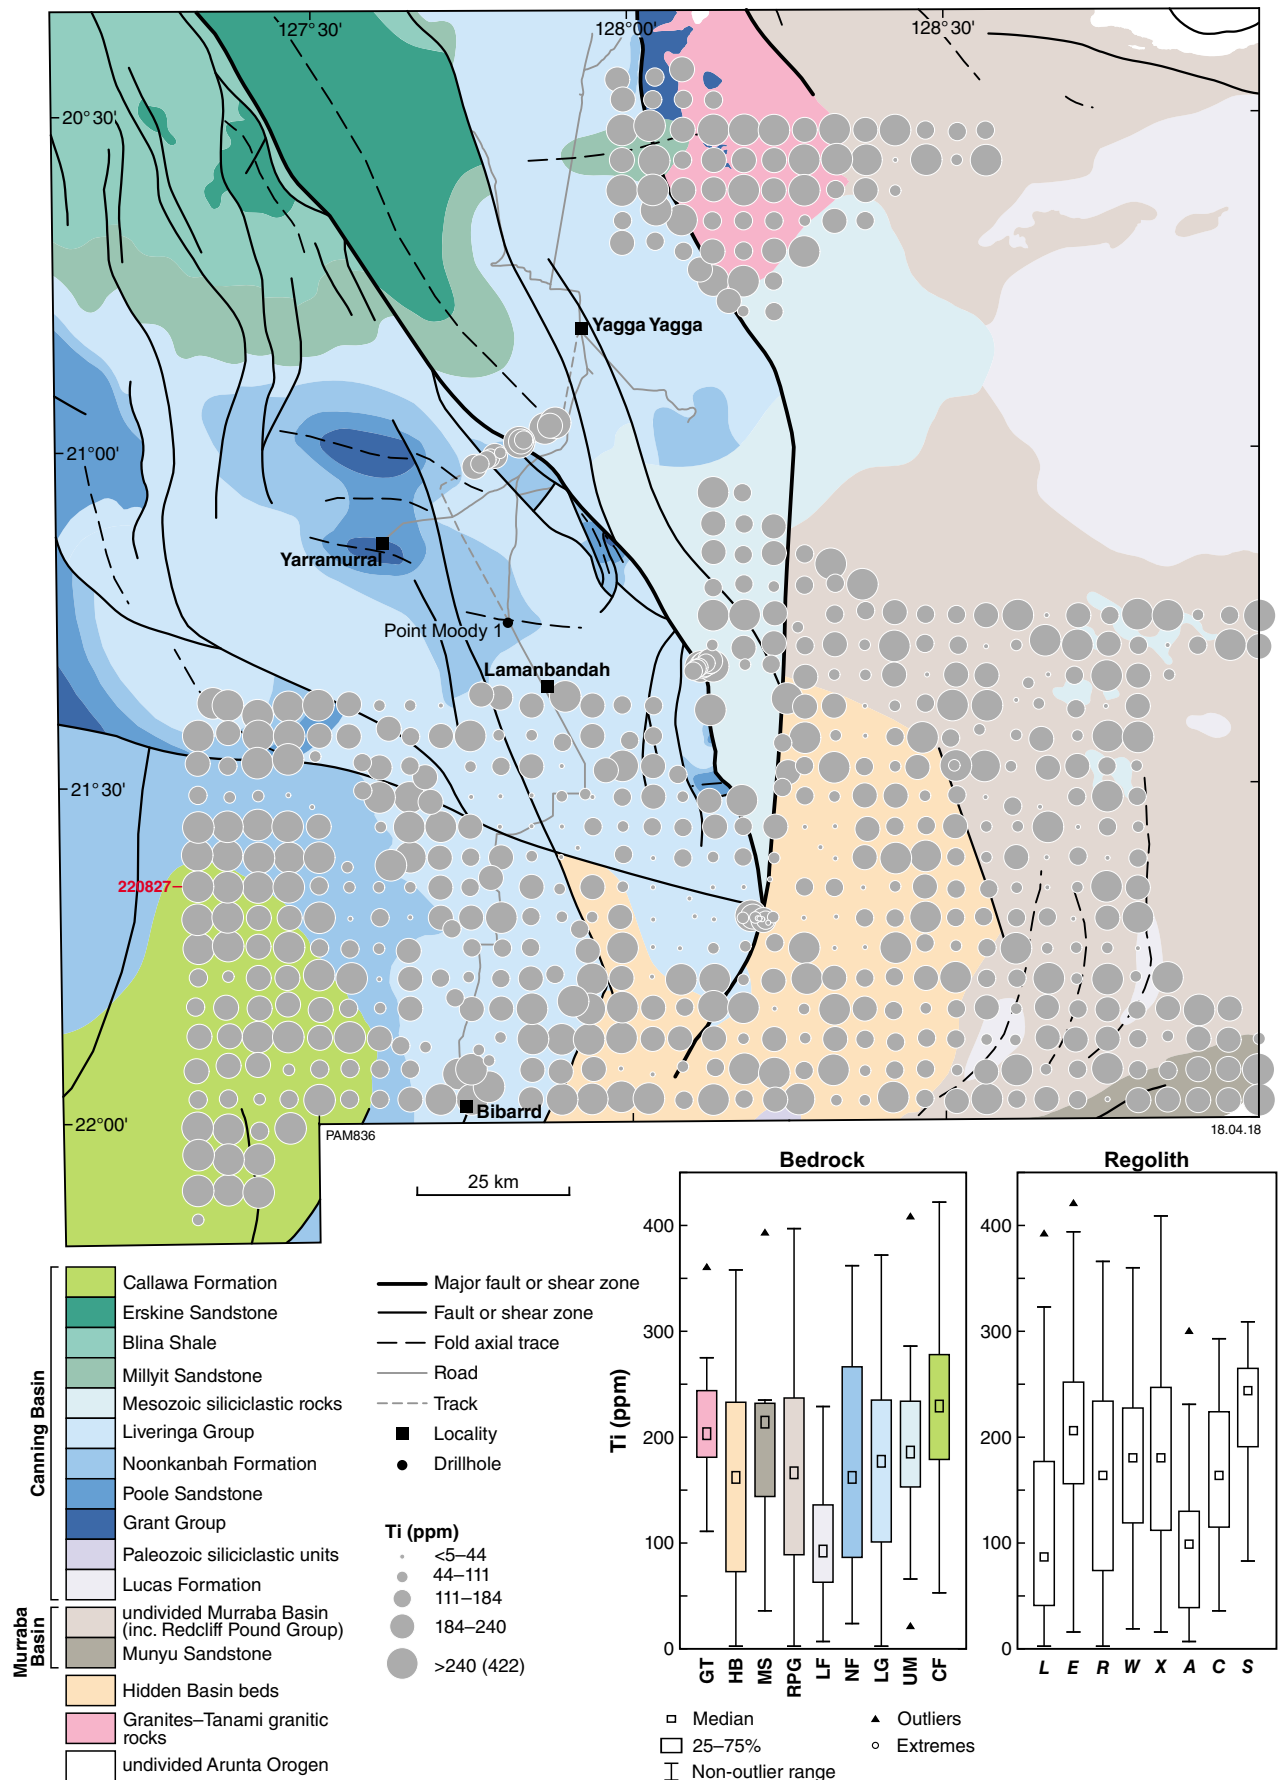 127°30'
128°00'
128°30'
20°30'
Yagga Yagga
21°00'
Yarramurral
Point Moody 1
Lamanbandah
21°30'
220827
Bibarrd
22°00'
PAM836
18.04.18
25 km
Bedrock
Regolith
Ti (ppm)
400
300
200
100
0
GT
HB
MS
RPG
LF
NF
LG
UM
CF
400
300
200
100
0
L
E
R
W
X
A
C
S
Median
25–75%
Non-outlier range
Outliers
Extremes
Canning Basin
Callawa Formation
Erskine Sandstone
Blina Shale
Millyit Sandstone
Mesozoic siliciclastic rocks
Liveringa Group
Noonkanbah Formation
Poole Sandstone
Grant Group
Paleozoic siliciclastic units
Lucas Formation
Murraba
Basin
undivided Murraba Basin
(inc. Redcliff Pound Group)
Munyu Sandstone
Hidden Basin beds
Granites–Tanami granitic
rocks
undivided Arunta Orogen
Major fault or shear zone
Fault or shear zone
Fold axial trace
Road
Track
Locality
Drillhole
Ti (ppm)
<5–44
44–111
111–184
184–240
>240 (422)